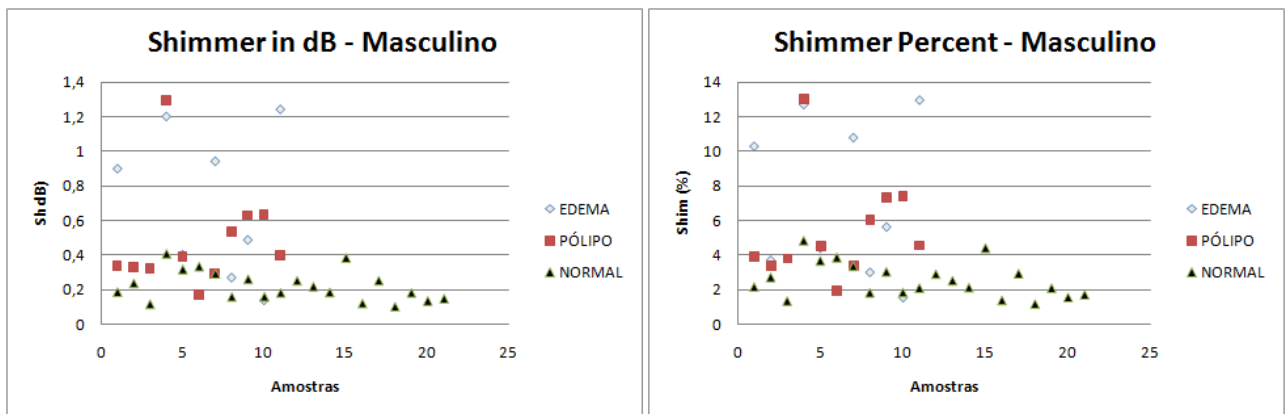 Shimmer in dB - Masculino
1,4
1,2
1
0,8
0,6
0,4
0,2
0
Sh dB)
0 5 10 15 20 25
Amostras
EDEMA
PÓLIPO
NORMAL
Shimmer Percent - Masculino
14
12
10
8
6
4
2
0
Shim (%)
0 5 10 15 20 25
Amostras
EDEMA
PÓLIPO
NORMAL